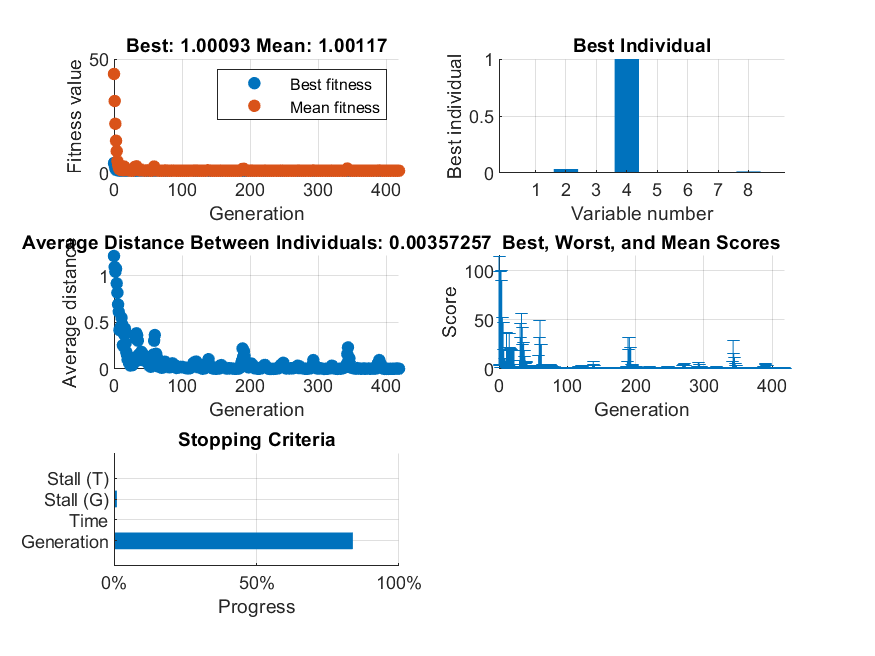 Best: 1.00093 Mean: 1.00117
Fitness value
50
0
Best fitness
Mean fitness
0 100 200 300 400
Generation
Best Individual
Best individual
1
0.5
0
1 2 3 4 5 6 7 8
Variable number
Average Distance Between Individuals: 0.00357257
Average distance
1
0.5
0
0 100 200 300 400
Generation
Best, Worst, and Mean Scores
Score
100
50
0
0 100 200 300 400
Generation
Stopping Criteria
Stall (T)
Stall (G)
Time
Generation
0% 50% 100%
Progress